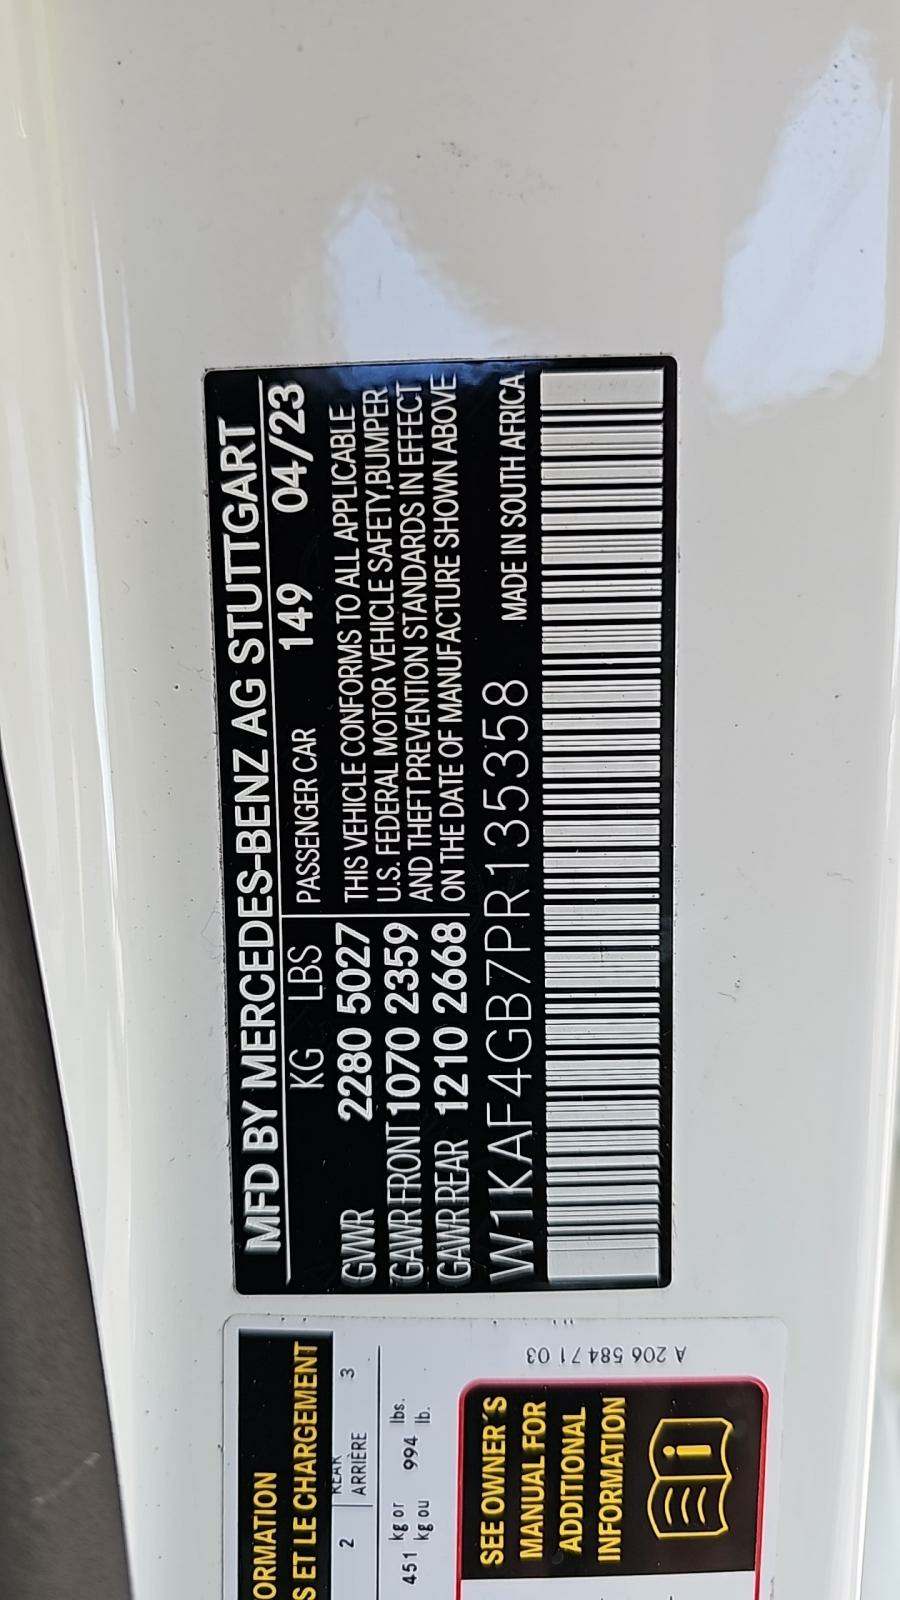 MFD BY MERCEDES-BENZ AG STUTTGART
KG LBS PASSENGER CAR 149 04/23
GVWR 2280 5027 THIS VEHICLE CONFORMS TO ALL APPLICABLE
U.S. FEDERAL MOTOR VEHICLE SAFETY,BUMPER
GAWR FRONT 1070 2359 AND THEFT PREVENTION STANDARDS IN EFFECT
GAWR REAR 1210 2668 ON THE DATE OF MANUFACTURE SHOWN ABOVE
W1KAF4GB7PR135358 MADE IN SOUTH AFRICA
ORMATION
S ET LE CHARGEMENT
2 REAR 3
ARRIÈRE
451 kg or 994 lbs.
kg ou lb.
SEE OWNER'S
MANUAL FOR
ADDITIONAL
INFORMATION
A 206 584 71 03